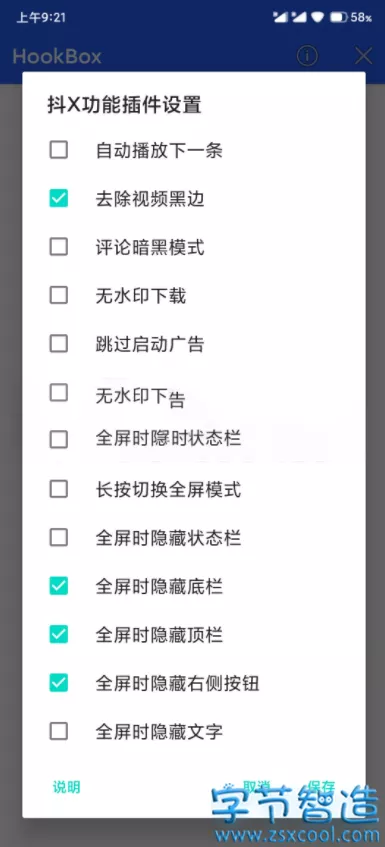 上午9:21
58%
HookBox
抖X功能插件设置
自动播放下一条
去除视频黑边
评论暗黑模式
无水印下载
跳过启动广告
无水印下告
全屏时隐时状态栏
长按切换全屏模式
全屏时隐藏状态栏
全屏时隐藏底栏
全屏时隐藏顶栏
全屏时隐藏右侧按钮
全屏时隐藏文字
说明 取消 保存
字节智造
www.zsxcool.com